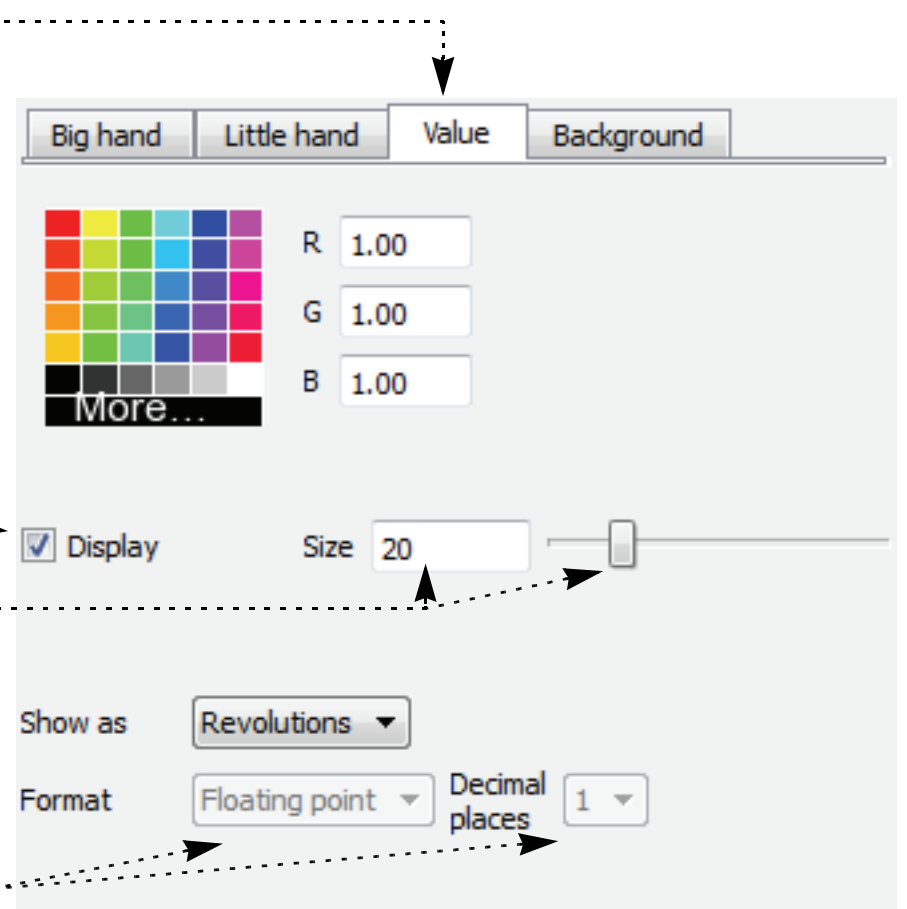 Big hand Little hand Value Background
R 1.00
G 1.00
B 1.00
More...
Display Size 20
Show as Revolutions
Format Floating point Decimal places 1